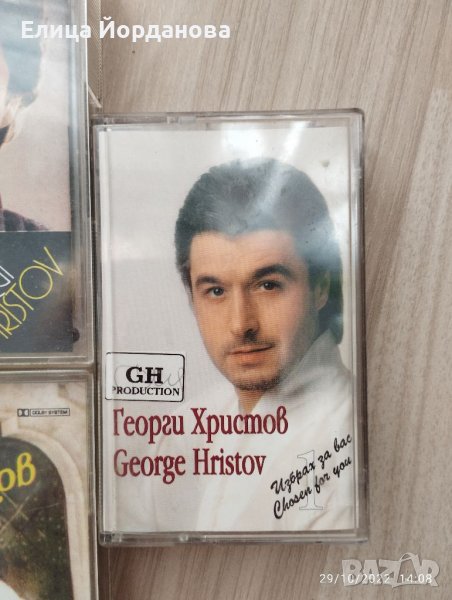 Елица Йорданова
HRISTOV
DOLBY SYSTEM
ов
GH
PRODUCTION
Георги Христов
George Hristov
1
Избрах за вас
Chosen for you
BAZAR
29/10/2022 14:08